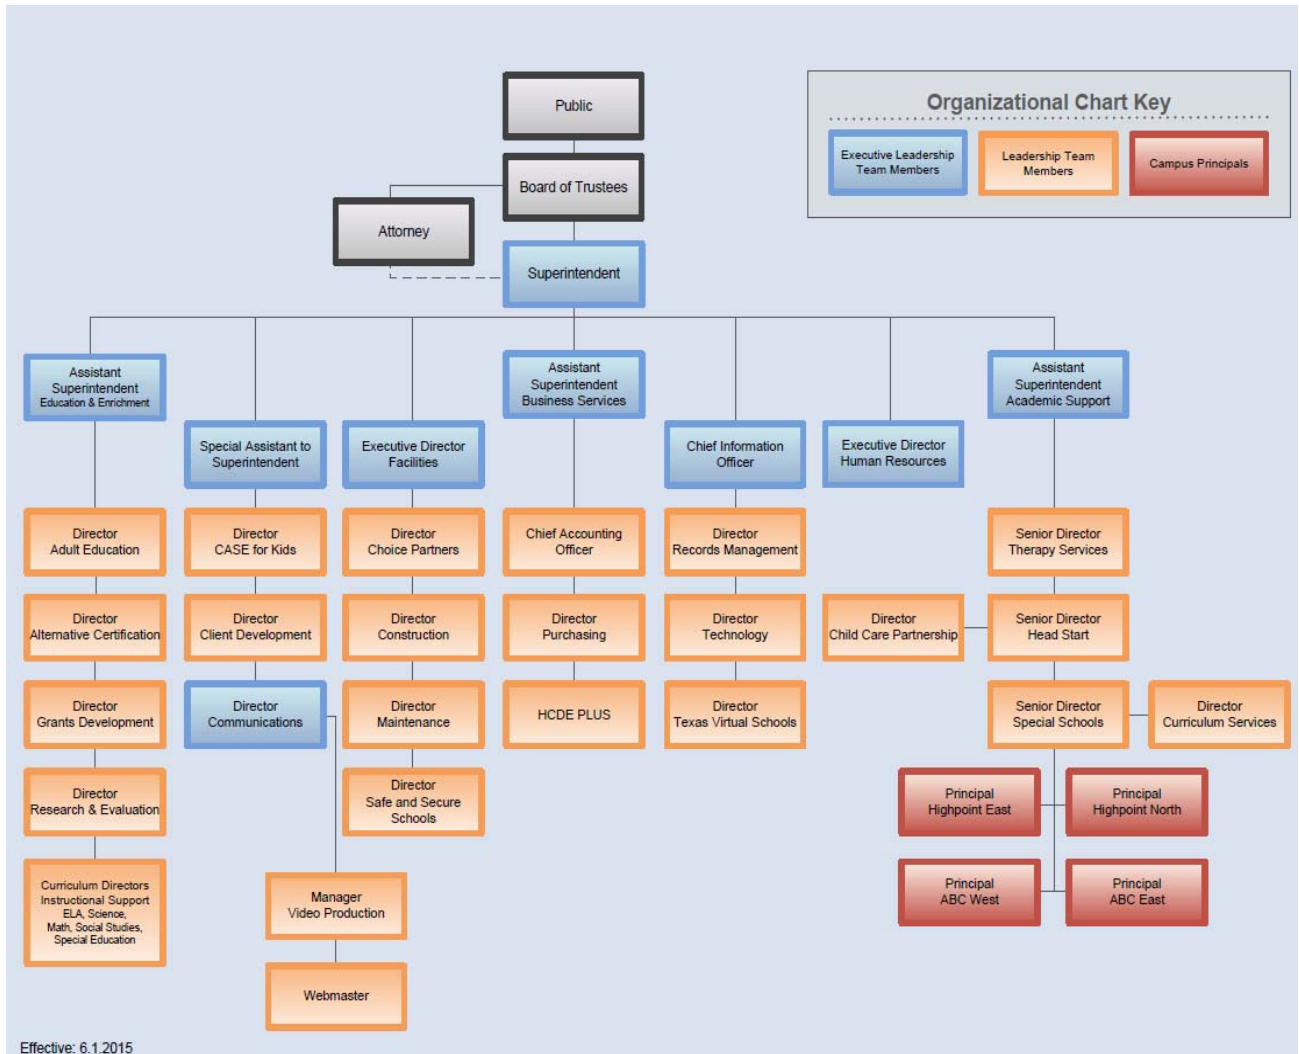 Public
Organizational Chart Key
Executive Leadership
Team Members
Leadership Team
Members
Campus Principals
Board of Trustees
Attorney
Superintendent
Assistant
Superintendent
Education & Enrichment
Assistant
Superintendent
Business Services
Assistant
Superintendent
Academic Support
Special Assistant to
Superintendent
Executive Director
Facilities
Chief Information
Officer
Executive Director
Human Resources
Director
Adult Education
Director
CASE for Kids
Director
Choice Partners
Chief Accounting
Officer
Director
Records Management
Senior Director
Therapy Services
Director
Alternative Certification
Director
Client Development
Director
Construction
Director
Purchasing
Director
Technology
Director
Child Care Partnership
Senior Director
Head Start
Director
Grants Development
Director
Communications
Director
Maintenance
HCDE PLUS
Director
Texas Virtual Schools
Senior Director
Special Schools
Director
Curriculum Services
Director
Research & Evaluation
Director
Safe and Secure
Schools
Principal
Highpoint East
Principal
Highpoint North
Curriculum Directors
Instructional Support
ELA, Science,
Math, Social Studies,
Special Education
Manager
Video Production
Principal
ABC West
Principal
ABC East
Webmaster
Effective: 6.1.2015